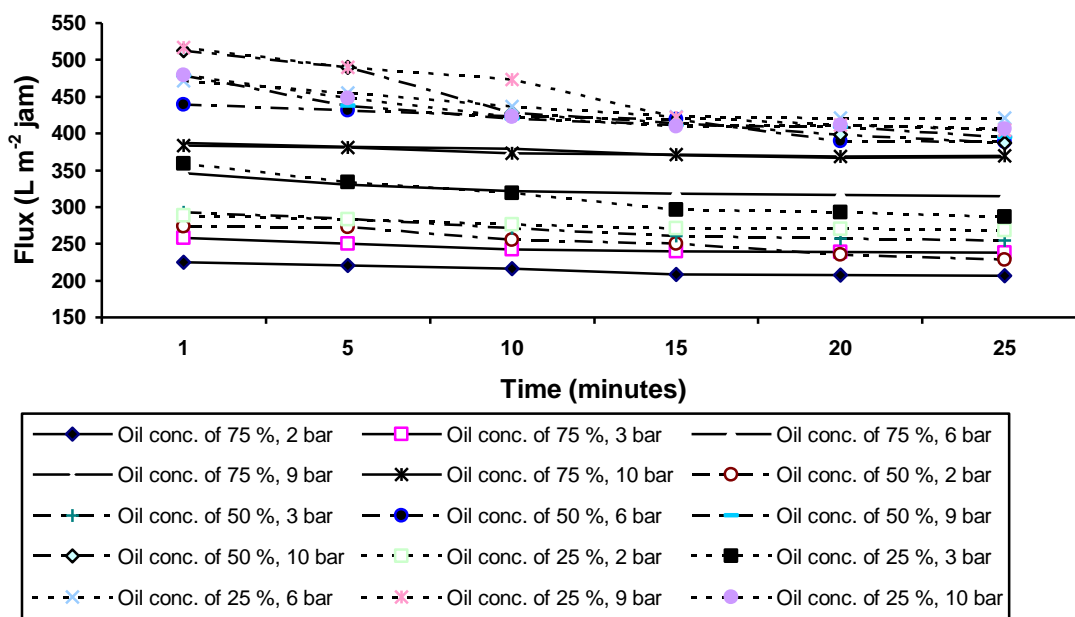 Flux (L m⁻² jam)
550
500
450
400
350
300
250
200
150
1 5 10 15 20 25
Time (minutes)
Oil conc. of 75 %, 2 bar Oil conc. of 75 %, 3 bar Oil conc. of 75 %, 6 bar
Oil conc. of 75 %, 9 bar Oil conc. of 75 %, 10 bar Oil conc. of 50 %, 2 bar
Oil conc. of 50 %, 3 bar Oil conc. of 50 %, 6 bar Oil conc. of 50 %, 9 bar
Oil conc. of 50 %, 10 bar Oil conc. of 25 %, 2 bar Oil conc. of 25 %, 3 bar
Oil conc. of 25 %, 6 bar Oil conc. of 25 %, 9 bar Oil conc. of 25 %, 10 bar